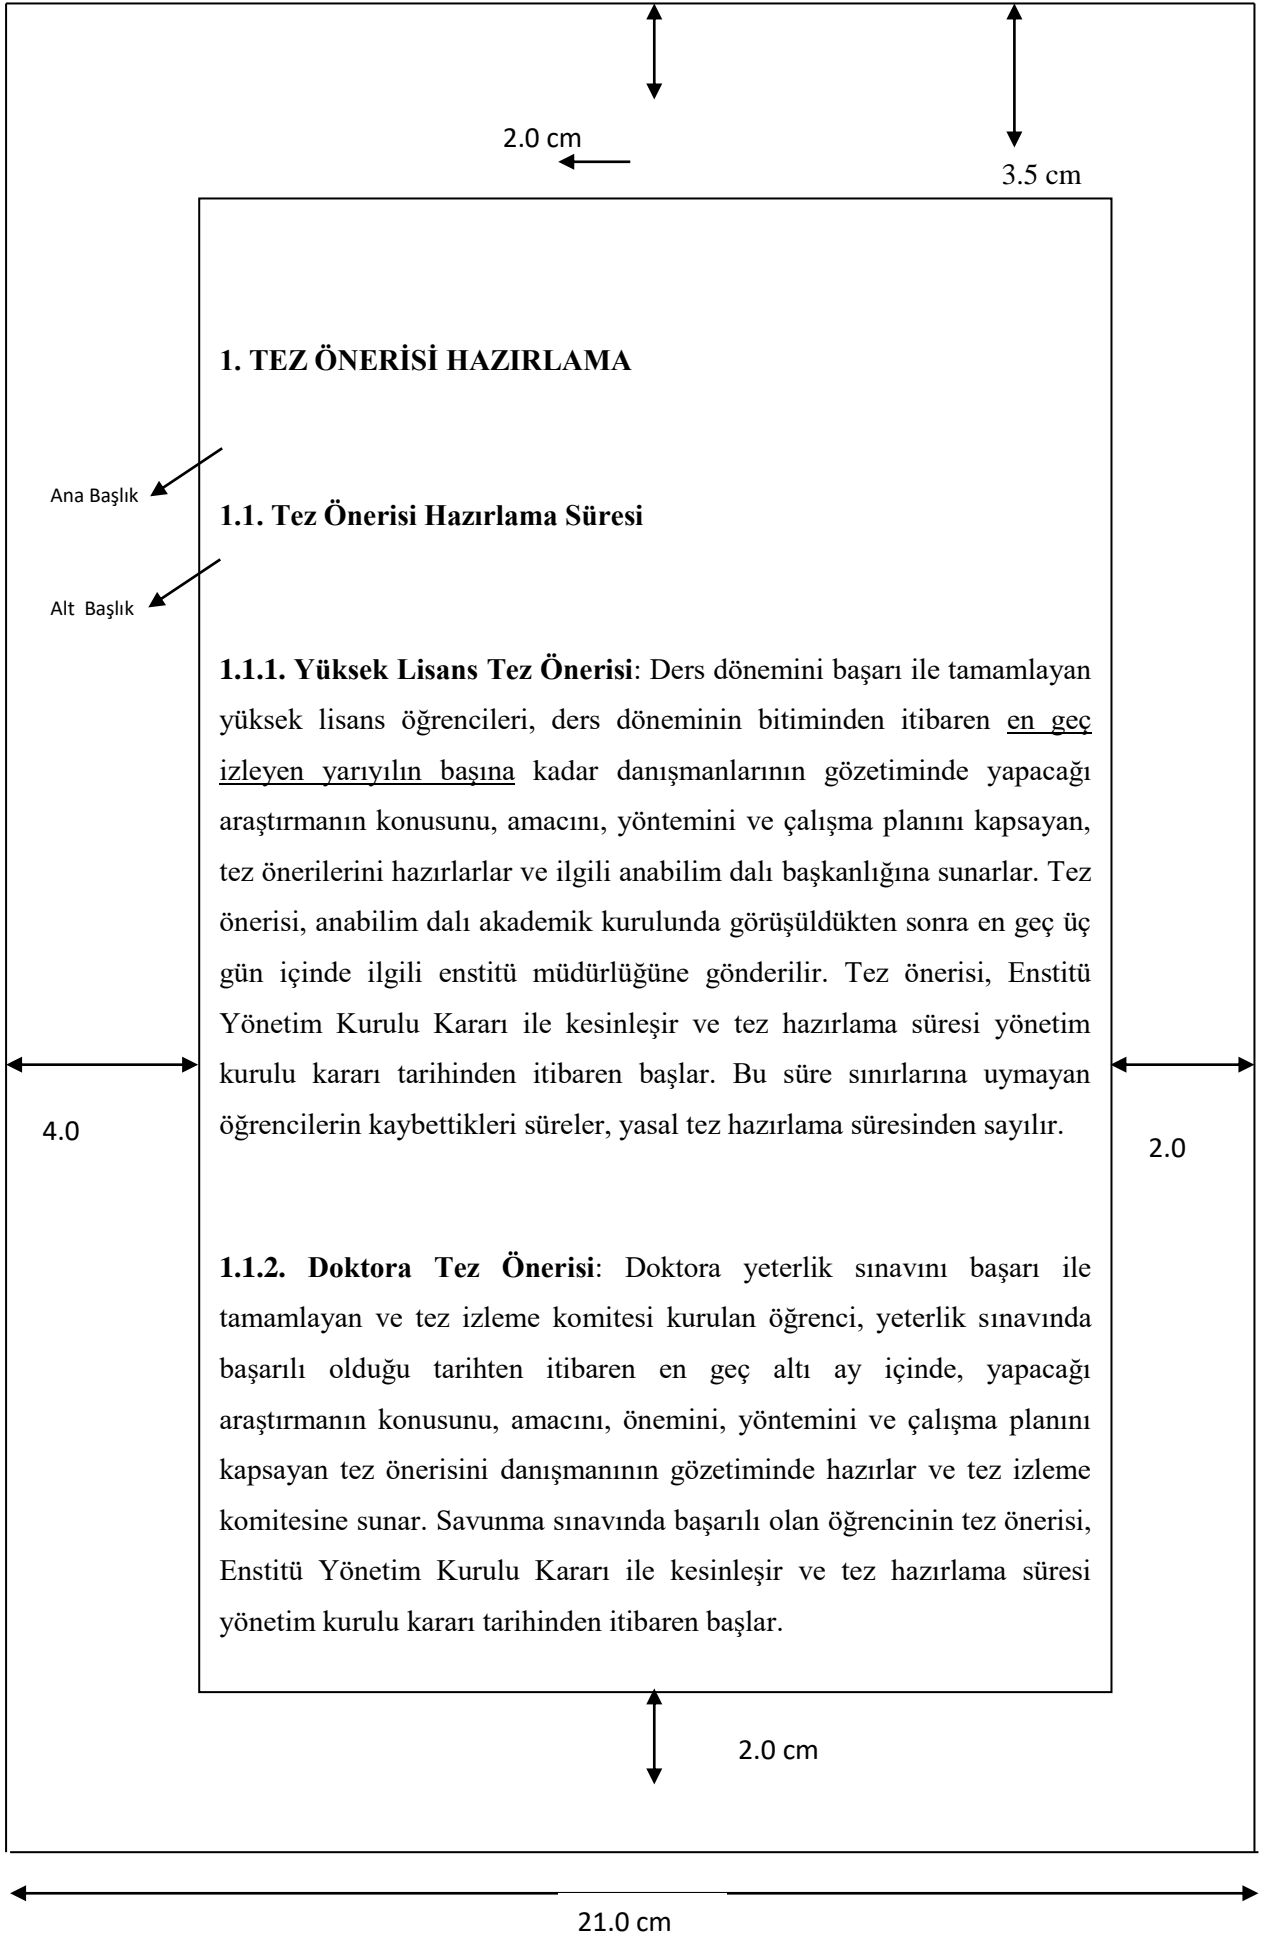 2.0 cm
3.5 cm
1. TEZ ÖNERİSİ HAZIRLAMA
Ana Başlık
1.1. Tez Önerisi Hazırlama Süresi
Alt Başlık
1.1.1. Yüksek Lisans Tez Önerisi: Ders dönemini başarı ile tamamlayan
yüksek lisans öğrencileri, ders döneminin bitiminden itibaren en geç
izleyen yarıyılın başına kadar danışmanlarının gözetiminde yapacağı
araştırmanın konusunu, amacını, yöntemini ve çalışma planını kapsayan,
tez önerilerini hazırlarlar ve ilgili anabilim dalı başkanlığına sunarlar. Tez
önerisi, anabilim dalı akademik kurulunda görüşüldükten sonra en geç üç
gün içinde ilgili enstitü müdürlüğüne gönderilir. Tez önerisi, Enstitü
Yönetim Kurulu Kararı ile kesinleşir ve tez hazırlama süresi yönetim
kurulu kararı tarihinden itibaren başlar. Bu süre sınırlarına uymayan
öğrencilerin kaybettikleri süreler, yasal tez hazırlama süresinden sayılır.
4.0
2.0
1.1.2. Doktora Tez Önerisi: Doktora yeterlik sınavını başarı ile
tamamlayan ve tez izleme komitesi kurulan öğrenci, yeterlik sınavında
başarılı olduğu tarihten itibaren en geç altı ay içinde, yapacağı
araştırmanın konusunu, amacını, önemini, yöntemini ve çalışma planını
kapsayan tez önerisini danışmanının gözetiminde hazırlar ve tez izleme
komitesine sunar. Savunma sınavında başarılı olan öğrencinin tez önerisi,
Enstitü Yönetim Kurulu Kararı ile kesinleşir ve tez hazırlama süresi
yönetim kurulu kararı tarihinden itibaren başlar.
2.0 cm
21.0 cm